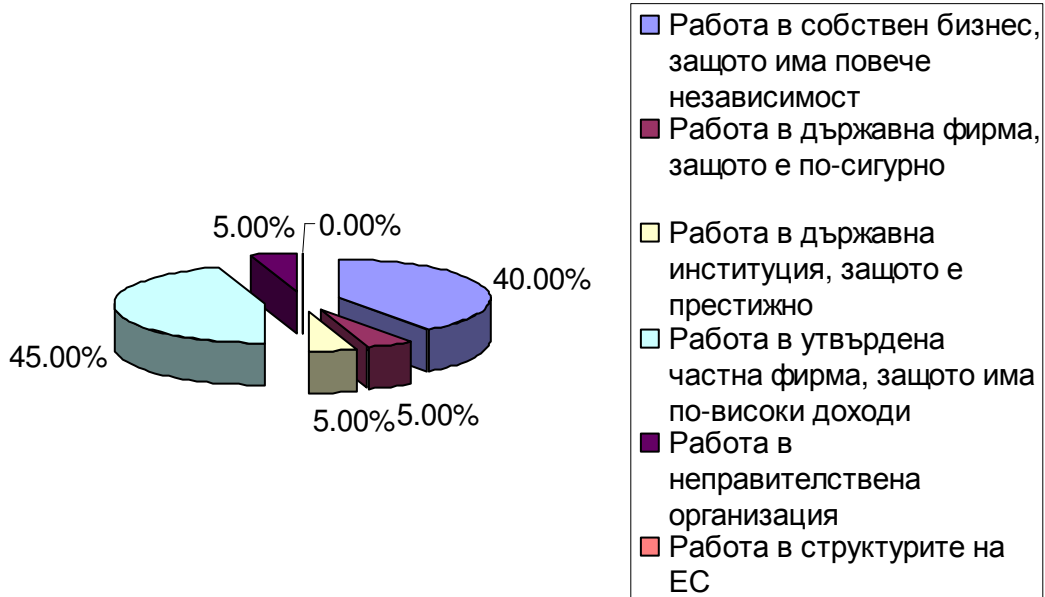 5.00%
0.00%
40.00%
45.00%
5.00%
5.00%
Работа в собствен бизнес,
защото има повече
независимост
Работа в държавна фирма,
защото е по-сигурно
Работа в държавна
институция, защото е
престижно
Работа в утвърдена
частна фирма, защото има
по-високи доходи
Работа в
неправителствена
организация
Работа в структурите на
ЕС